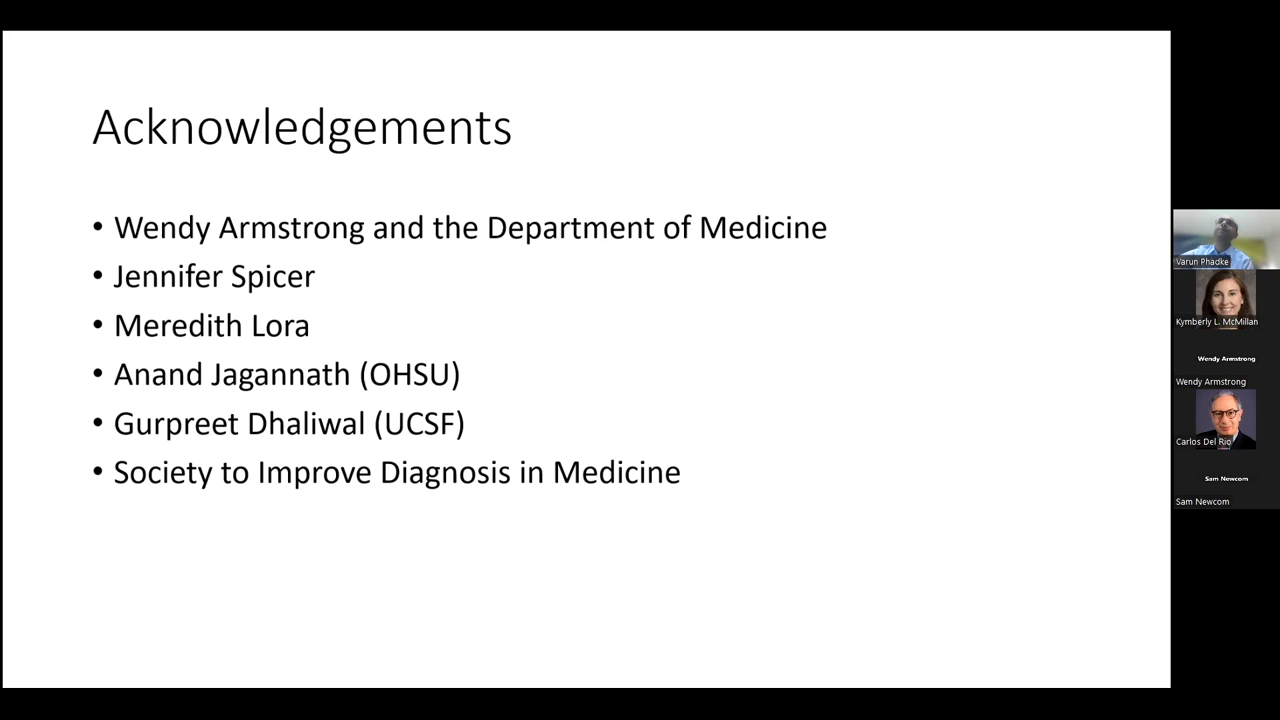 Acknowledgements
• Wendy Armstrong and the Department of Medicine
• Jennifer Spicer
• Meredith Lora
• Anand Jagannath (OHSU)
• Gurpreet Dhaliwal (UCSF)
• Society to Improve Diagnosis in Medicine
Varun Phadke
Kymberly L. McMillan
Wendy Armstrong
Wendy Armstrong
Carlos Del Rio
Sam Newcom
Sam Newcom